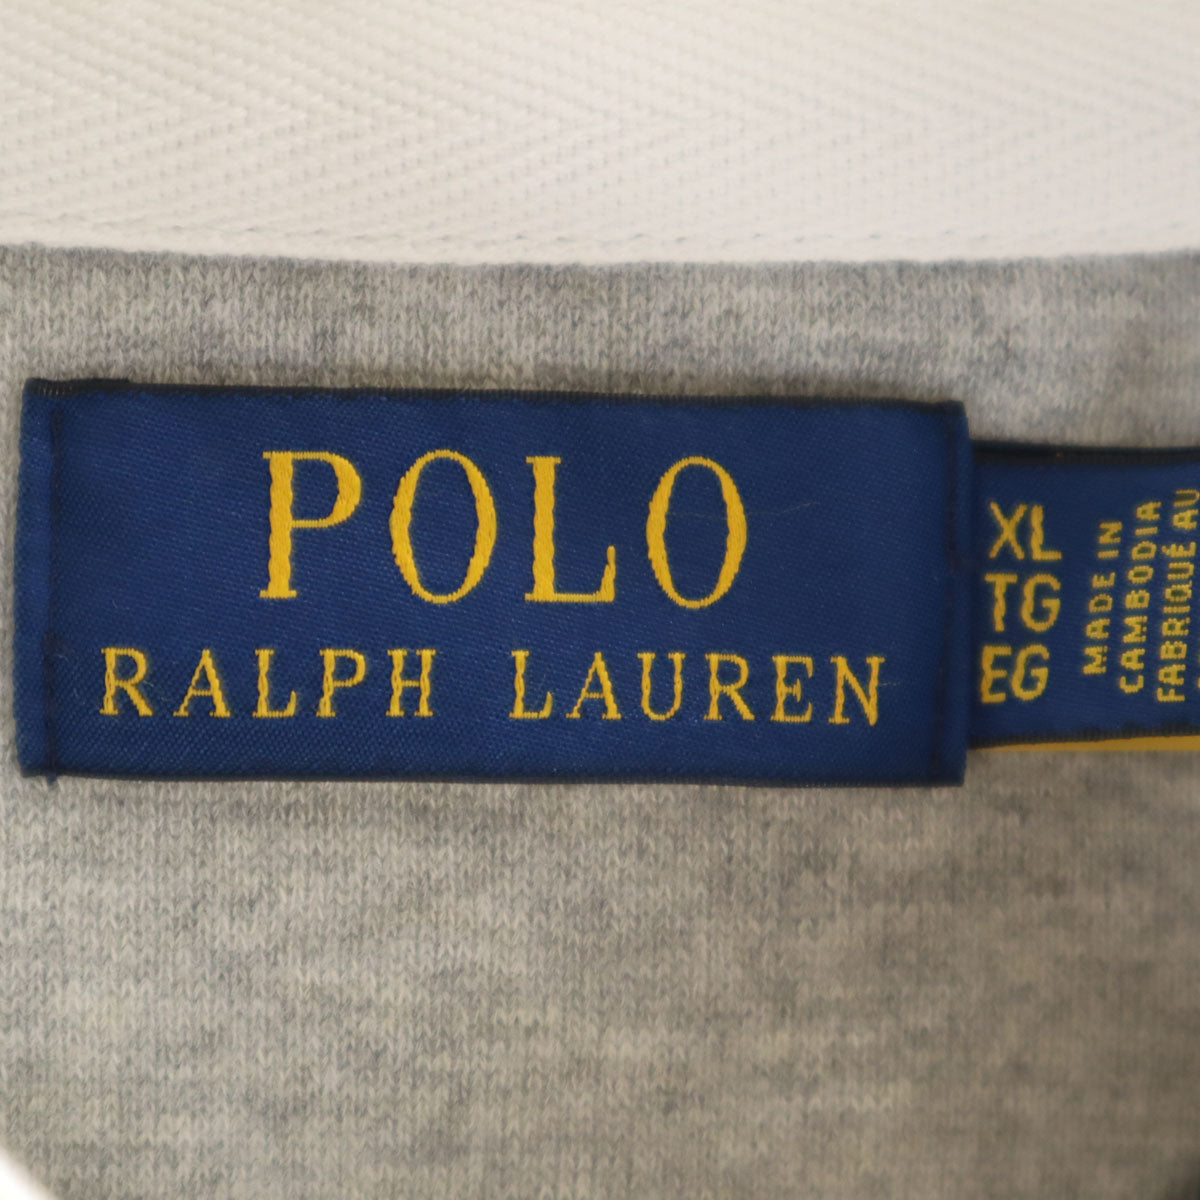 POLO
RALPH LAUREN
XL
TG
EG
MADE IN
CAMBODIA
FABRIQUÉ AU